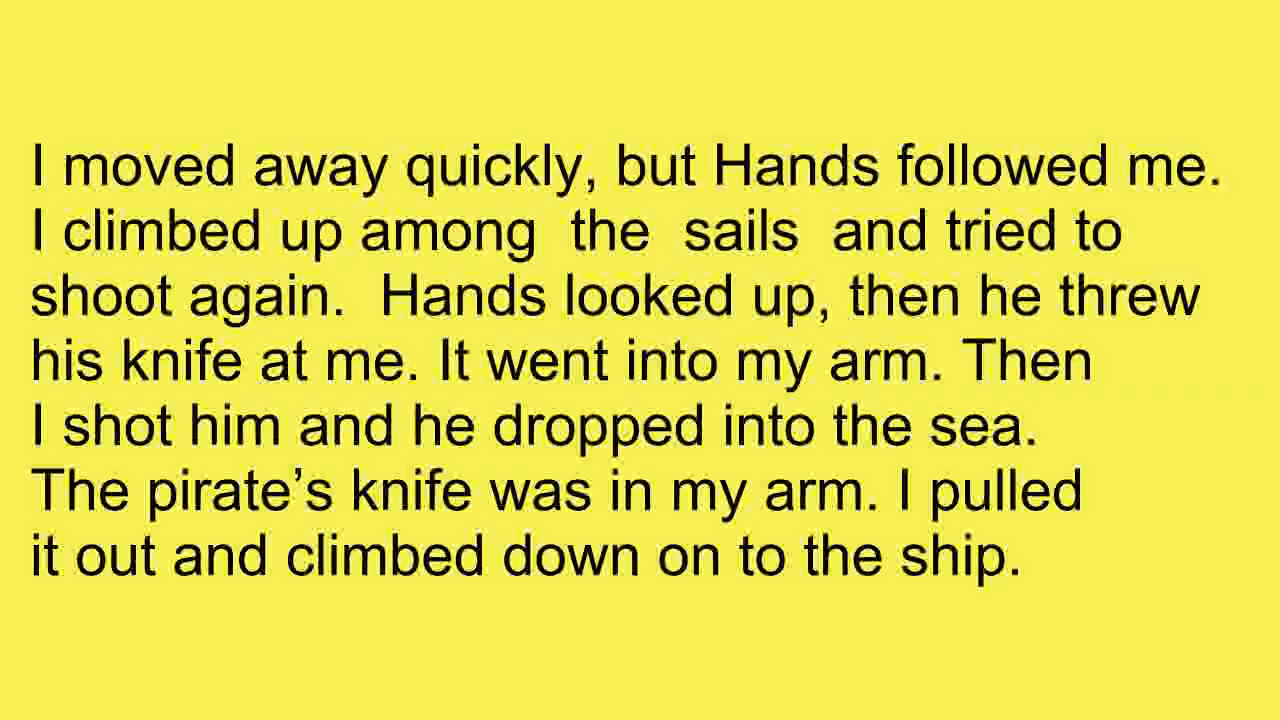 I moved away quickly, but Hands followed me.
I climbed up among  the  sails  and tried to
shoot again.  Hands looked up, then he threw
his knife at me. It went into my arm. Then
I shot him and he dropped into the sea.
The pirate’s knife was in my arm. I pulled
it out and climbed down on to the ship.